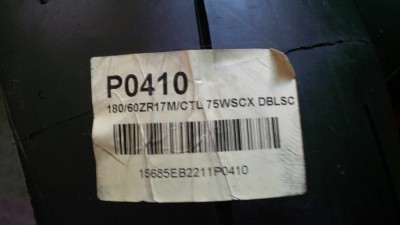 P0410
180/60ZR17M/CTL 75WSCX DBLSC
15685EB2211P0410